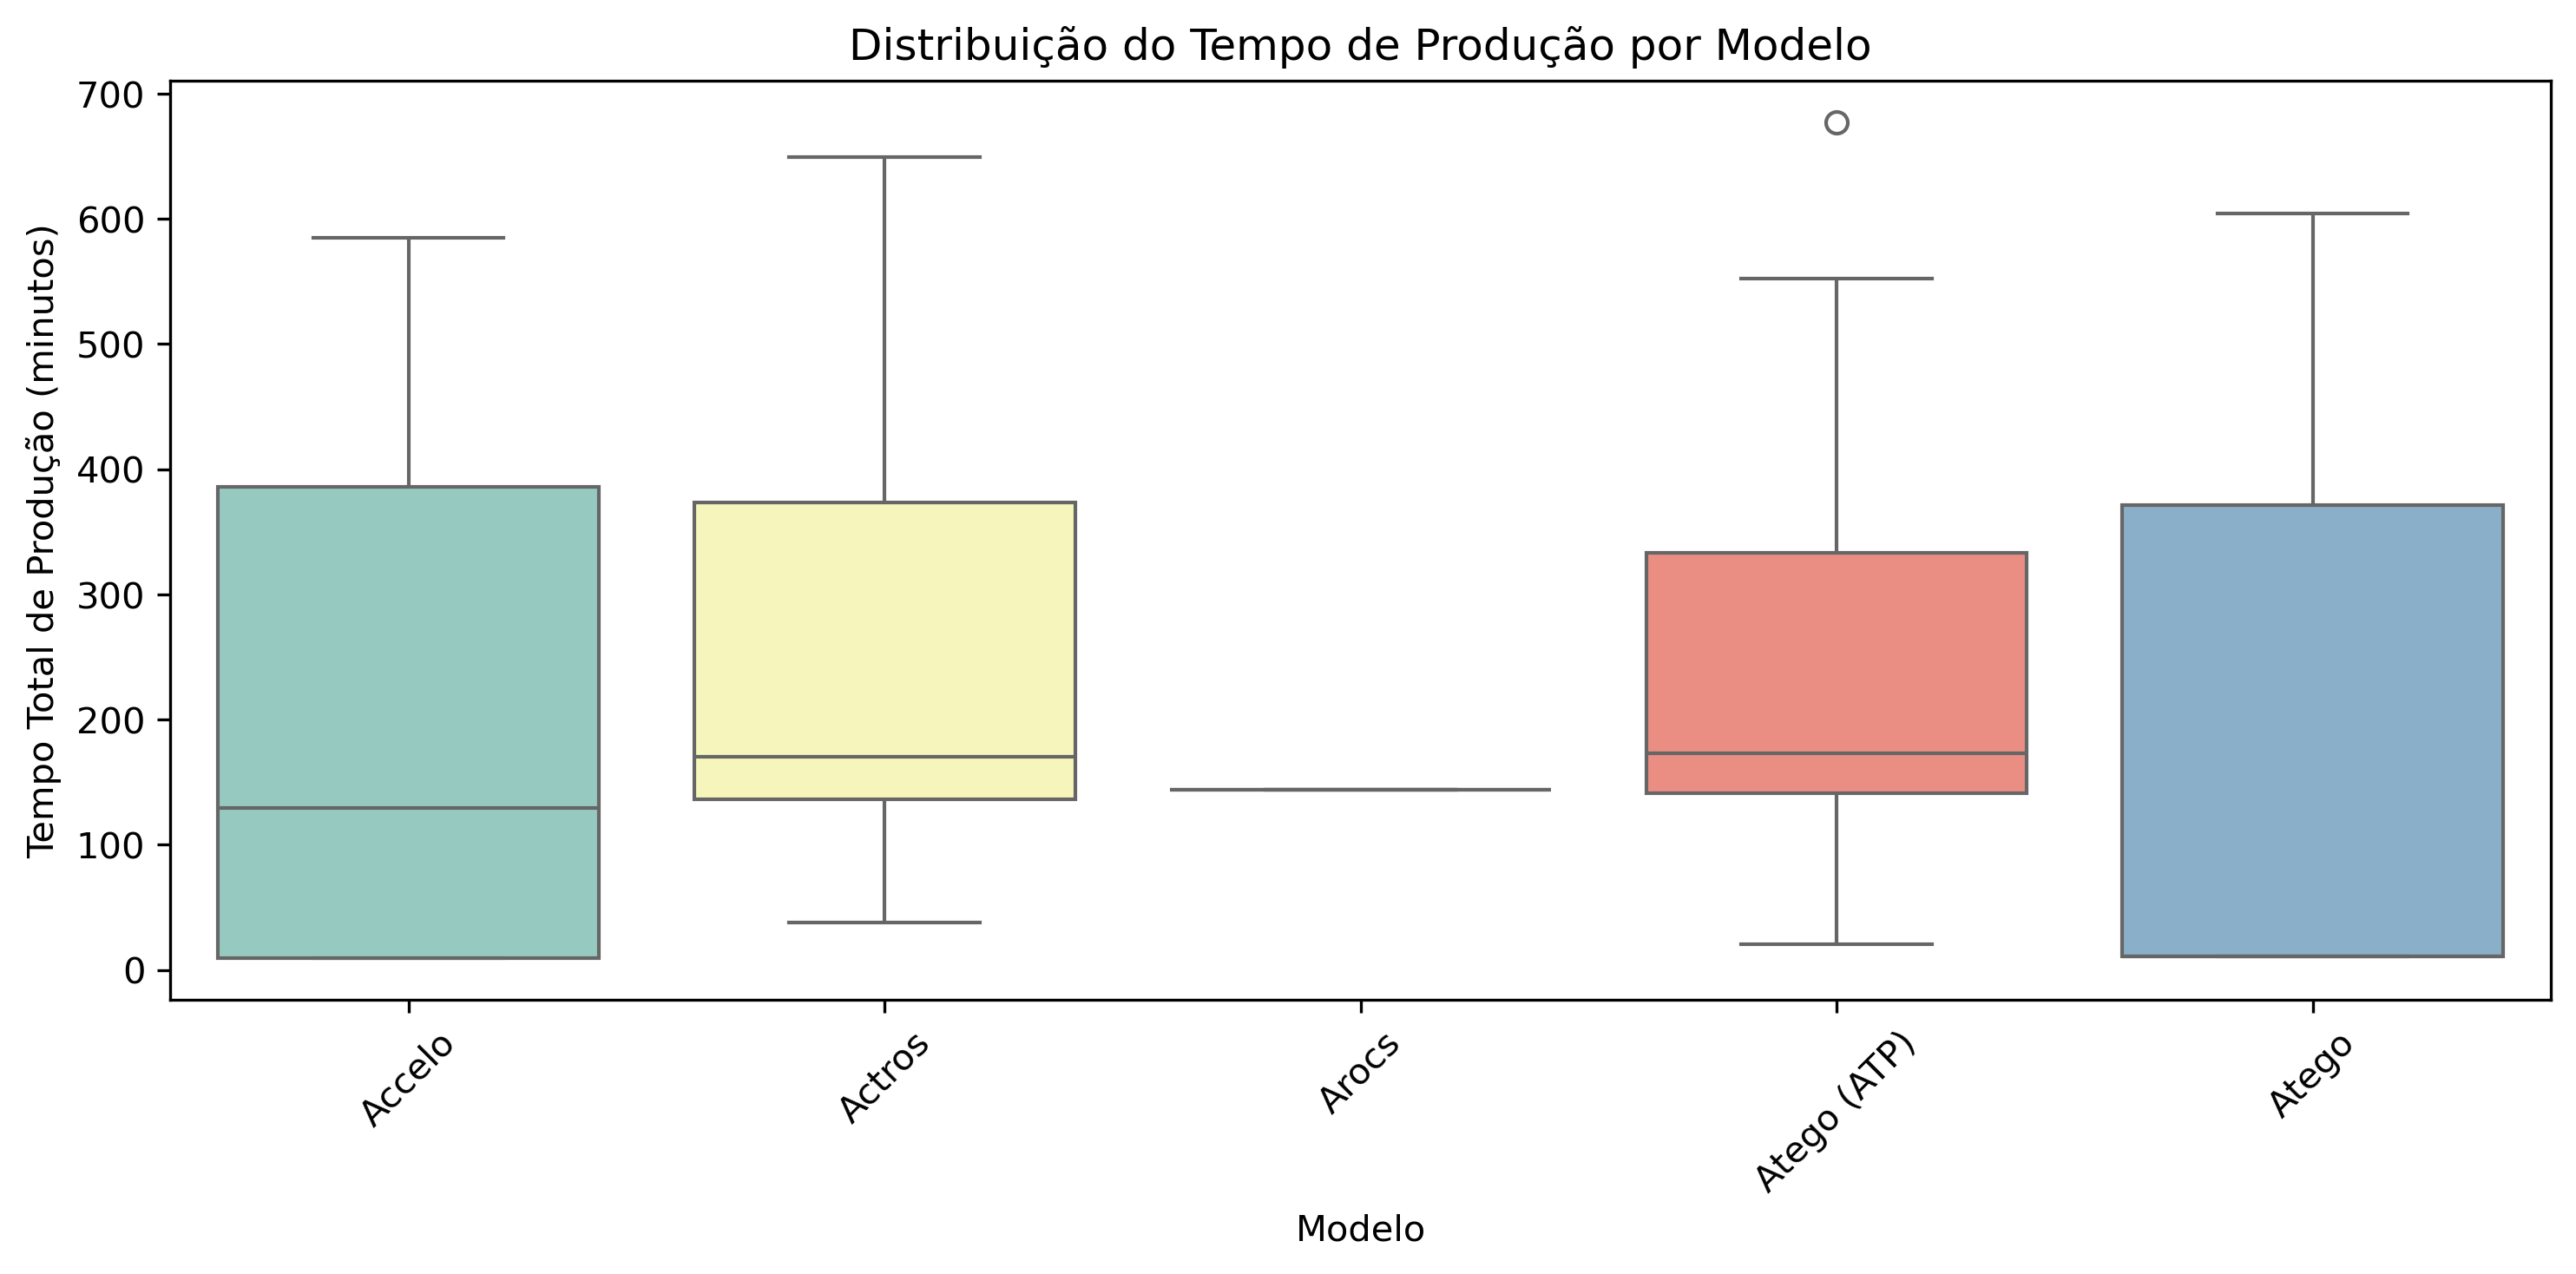 Distribuição do Tempo de Produção por Modelo
Tempo Total de Produção (minutos)
700
600
500
400
300
200
100
0
Accelo
Actros
Arocs
Atego (ATP)
Atego
Modelo